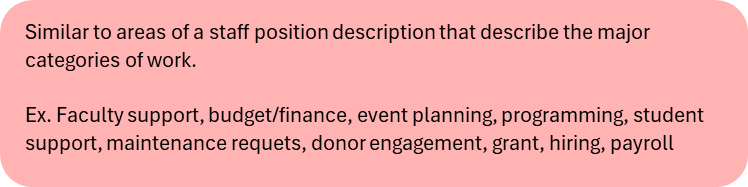 Similar to areas of a staff position description that describe the major
categories of work.
Ex. Faculty support, budget/finance, event planning, programming, student
support, maintenance requets, donor engagement, grant, hiring, payroll